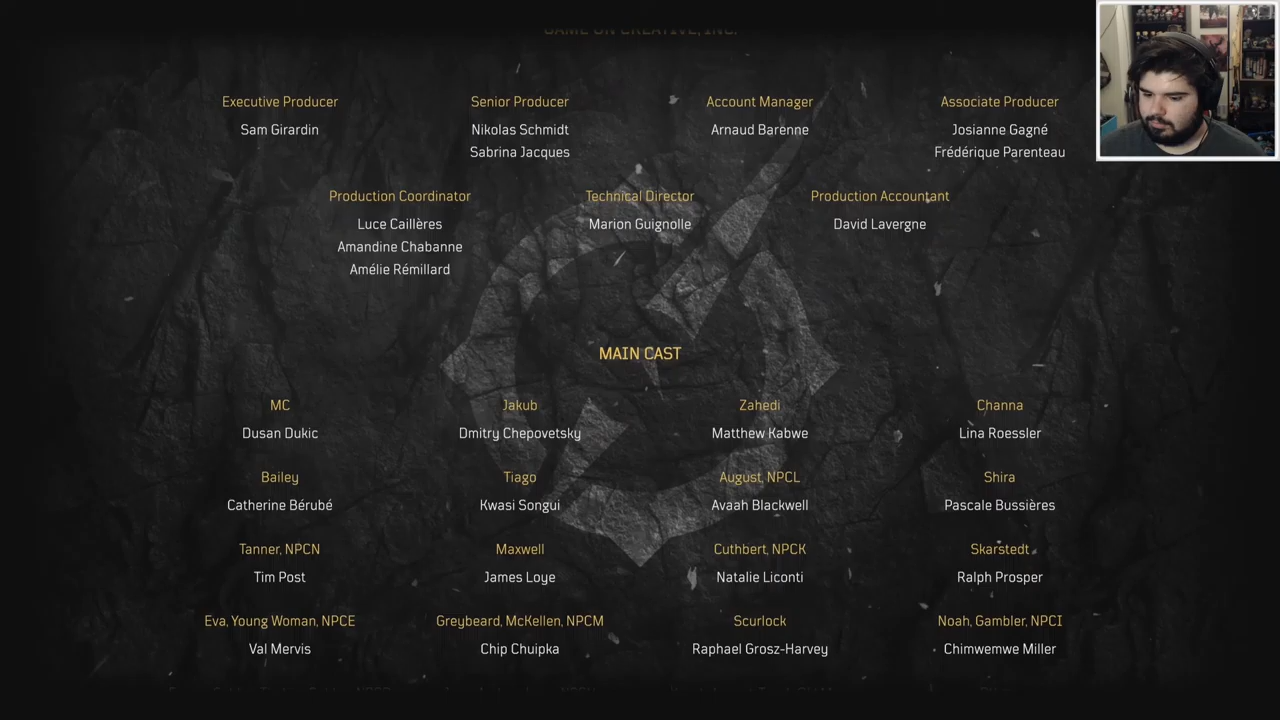 GAME ON CREATIVE, INC.
Executive Producer
Sam Girardin
Senior Producer
Nikolas Schmidt
Sabrina Jacques
Account Manager
Arnaud Barenne
Associate Producer
Josianne Gagné
Frédérique Parenteau
Production Coordinator
Luce Caillères
Amandine Chabanne
Amélie Rémillard
Technical Director
Marion Guignolle
Production Accountant
David Lavergne
MAIN CAST
MC
Dusan Dukic
Jakub
Dmitry Chepovetsky
Zahedi
Matthew Kabwe
Channa
Lina Roessler
Bailey
Catherine Bérubé
Tiago
Kwasi Songui
August, NPCL
Avaah Blackwell
Shira
Pascale Bussières
Tanner, NPCN
Tim Post
Maxwell
James Loye
Cuthbert, NPCK
Natalie Liconti
Skarstedt
Ralph Prosper
Eva, Young Woman, NPCE
Val Mervis
Greybeard, McKellen, NPCM
Chip Chuipka
Scurlock
Raphael Grosz-Harvey
Noah, Gambler, NPCI
Chimwemwe Miller